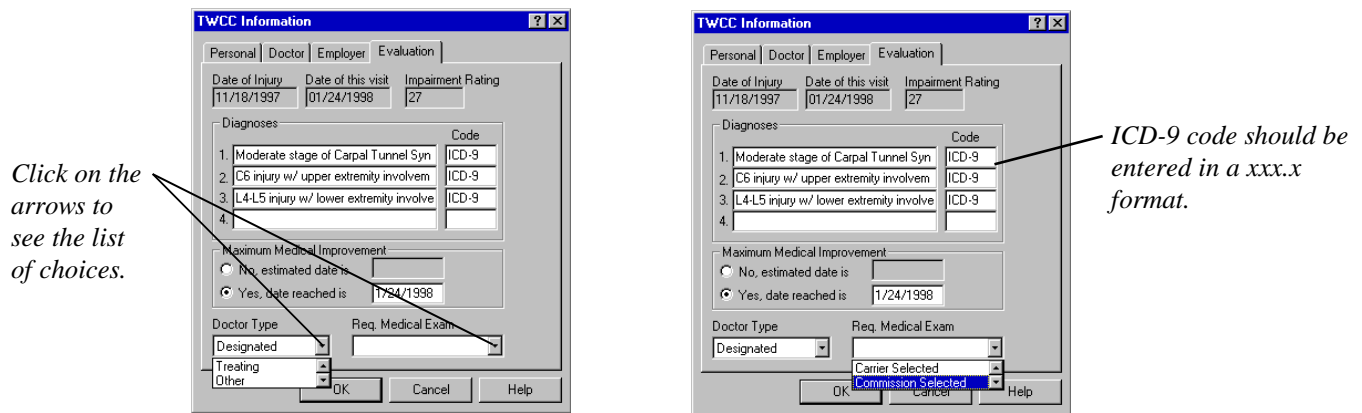 Click on the
arrows to
see the list
of choices.
TWCC Information
Personal Doctor Employer Evaluation
Date of Injury Date of this visit Impairment Rating
11/18/1997 01/24/1998 27
Diagnoses
Code
1. Moderate stage of Carpal Tunnel Syn ICD-9
2. C6 injury w/ upper extremity involvem ICD-9
3. L4-L5 injury w/ lower extremity involve ICD-9
4.
Maximum Medical Improvement
No, estimated date is
Yes, date reached is 1/24/1998
Doctor Type Req. Medical Exam
Designated
Treating
Other
OK Cancel Help
TWCC Information
Personal Doctor Employer Evaluation
Date of Injury Date of this visit Impairment Rating
11/18/1997 01/24/1998 27
Diagnoses
Code
1. Moderate stage of Carpal Tunnel Syn ICD-9
2. C6 injury w/ upper extremity involvem ICD-9
3. L4-L5 injury w/ lower extremity involve ICD-9
4.
Maximum Medical Improvement
No, estimated date is
Yes, date reached is 1/24/1998
Doctor Type Req. Medical Exam
Designated
Carrier Selected
Commission Selected
OK Cancel Help
ICD-9 code should be
entered in a xxx.x
format.